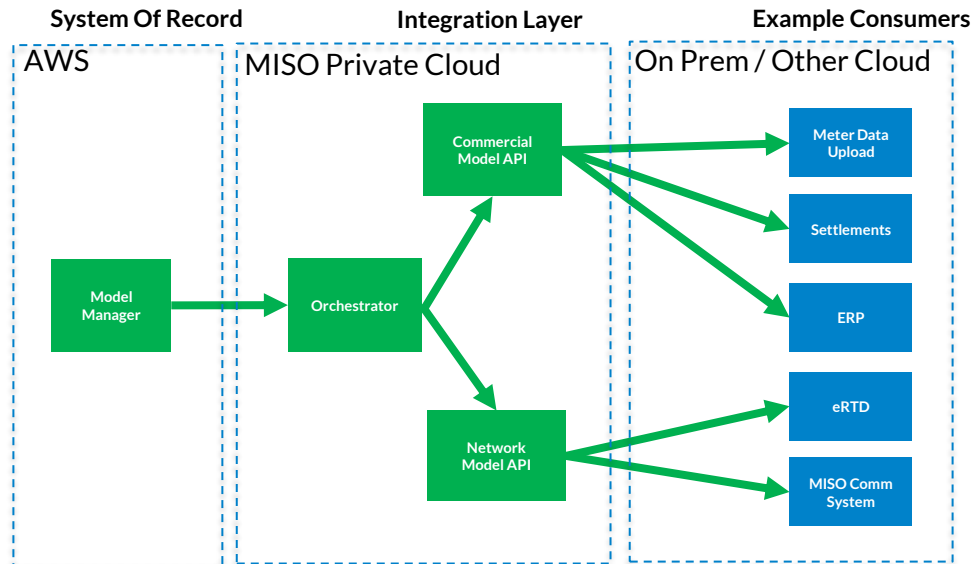 System Of Record
Integration Layer
Example Consumers
AWS
MISO Private Cloud
On Prem / Other Cloud
Commercial
Model API
Meter Data
Upload
Settlements
Model
Manager
Orchestrator
ERP
eRTD
Network
Model API
MISO Comm
System